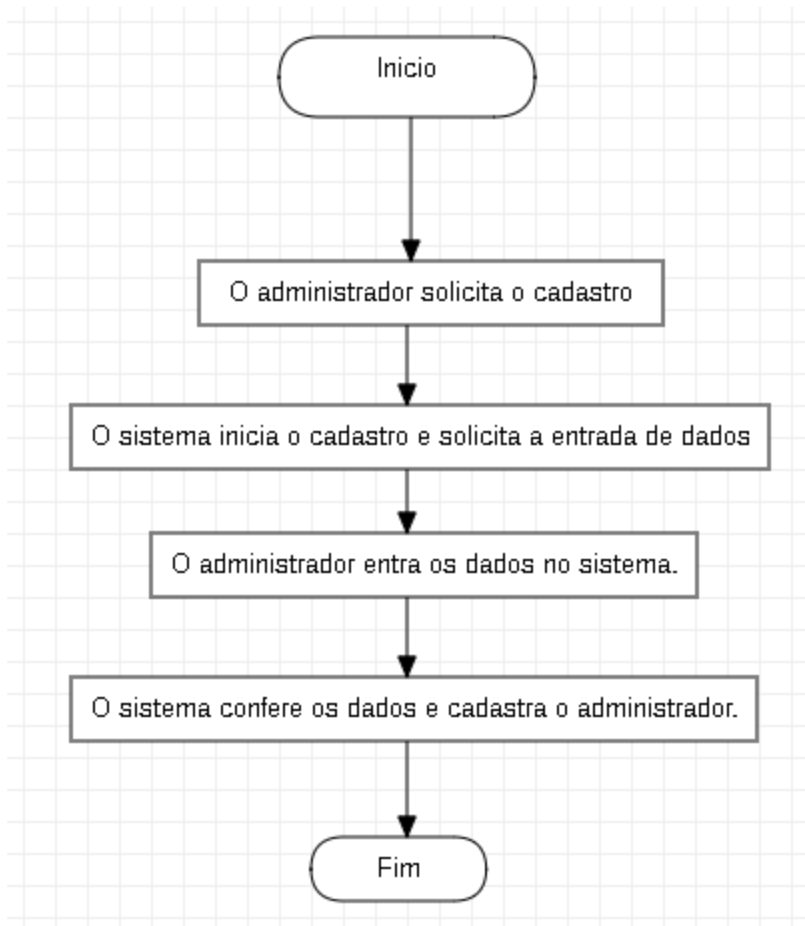 Inicio
O administrador solicita o cadastro
O sistema inicia o cadastro e solicita a entrada de dados
O administrador entra os dados no sistema.
O sistema confere os dados e cadastra o administrador.
Fim